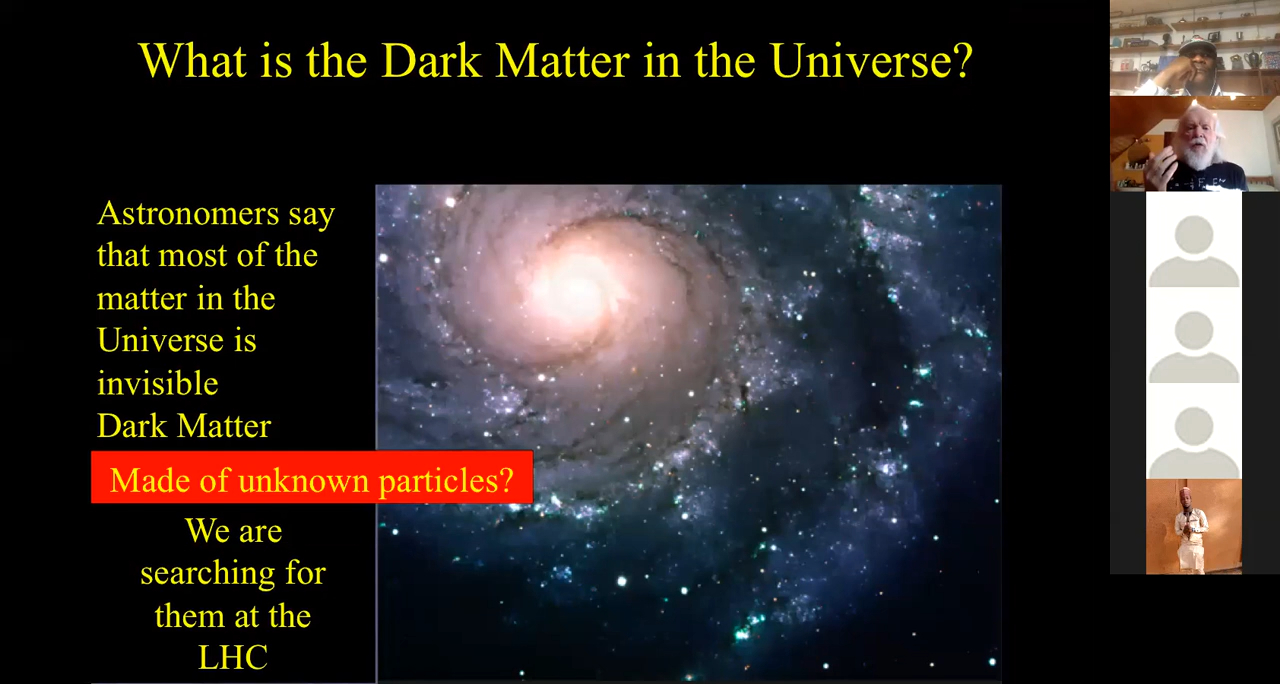 What is the Dark Matter in the Universe?
Astronomers say
that most of the
matter in the
Universe is
invisible
Dark Matter
Made of unknown particles?
We are
searching for
them at the
LHC